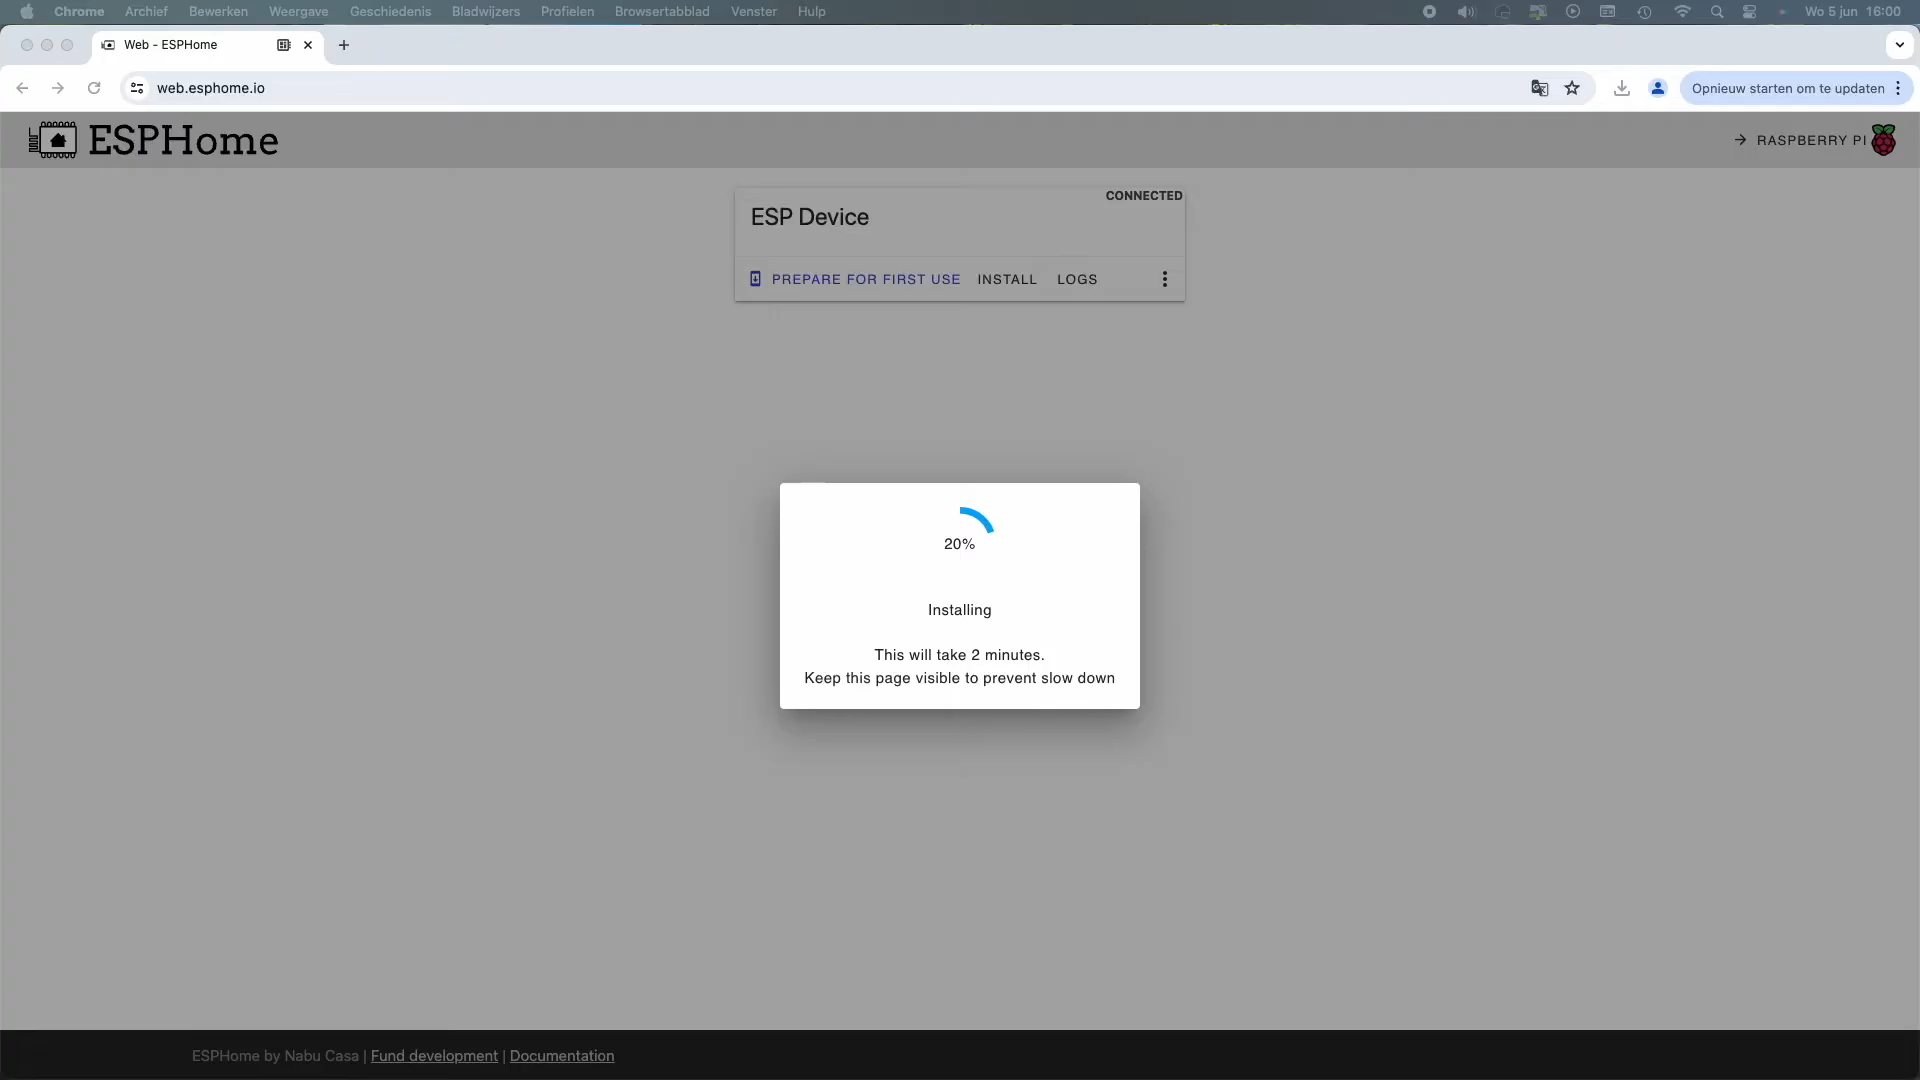 Chrome Archief Bewerken Weergave Geschiedenis Bladwijzers Profielen Browsertabblad Venster Hulp Wo 5 jun 16:00
Web - ESPHome
web.esphome.io Opnieuw starten om te updaten
ESPHome RASPBERRY PI
CONNECTED
ESP Device
PREPARE FOR FIRST USE INSTALL LOGS
20%
Installing
This will take 2 minutes.
Keep this page visible to prevent slow down
ESPHome by Nabu Casa | Fund development | Documentation